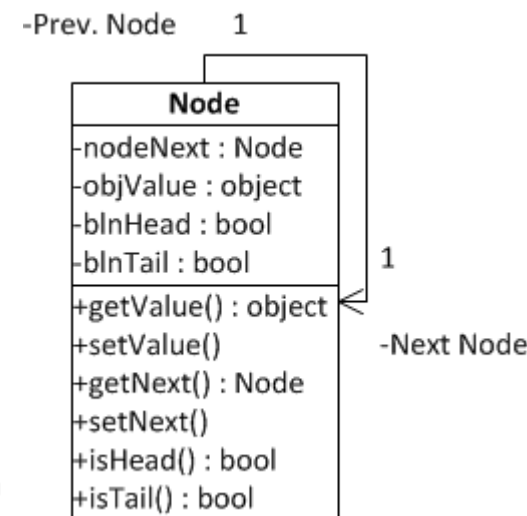 -Prev. Node 1
Node
-nodeNext : Node
-objValue : object
-blnHead : bool
-blnTail : bool
1
+getValue() : object
+setValue()
-Next Node
+getNext() : Node
+setNext()
+isHead() : bool
+isTail() : bool